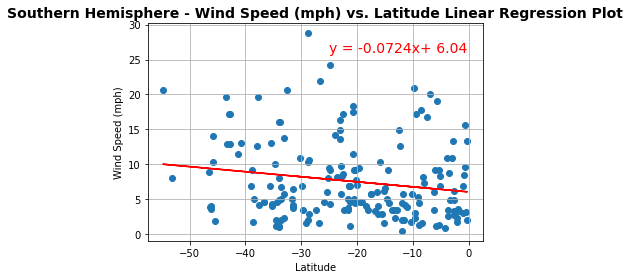 Southern Hemisphere - Wind Speed (mph) vs. Latitude Linear Regression Plot
30
y = -0.0724x+ 6.04
25
20
15
10
5
0
Wind Speed (mph)
−50 −40 −30 −20 −10 0
Latitude